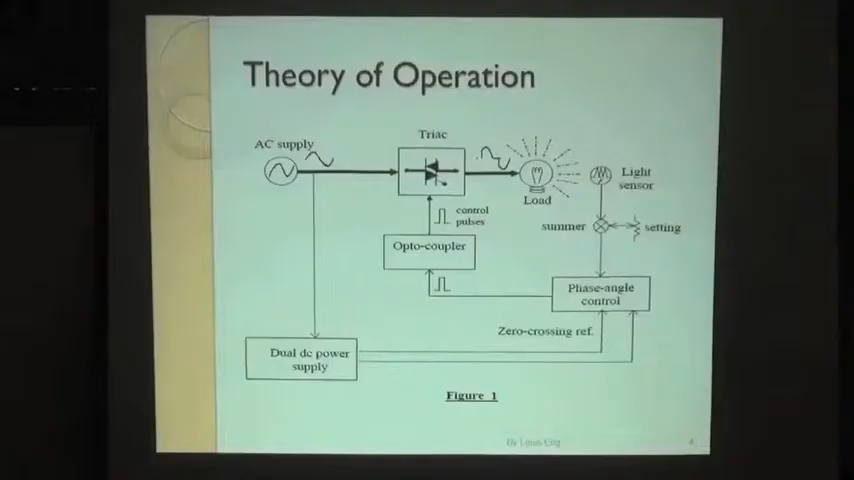 Theory of Operation
Triac
AC supply
Light
sensor
Load
control
pulses
summer
setting
Opto-coupler
Phase-angle
control
Zero-crossing ref.
Dual dc power
supply
Figure 1
4